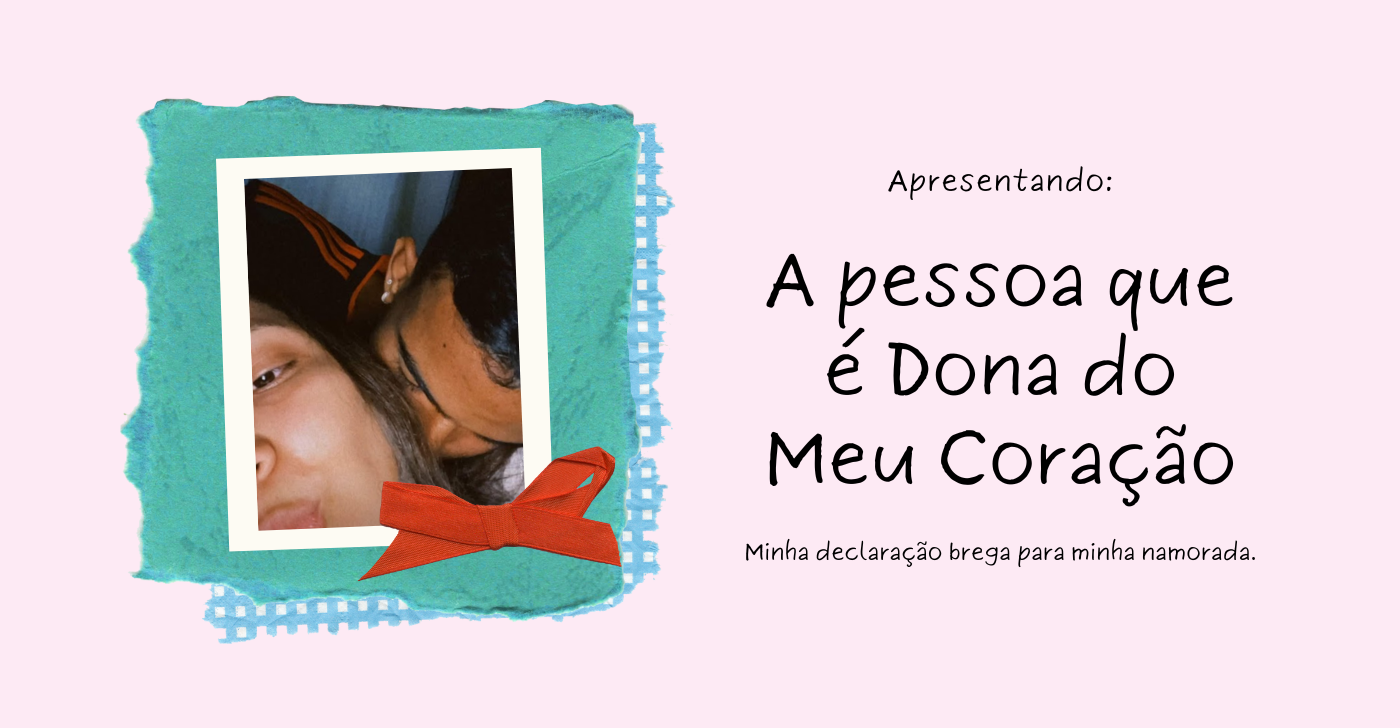 Apresentando:
A pessoa que
é Dona do
Meu Coração
Minha declaração brega para minha namorada.